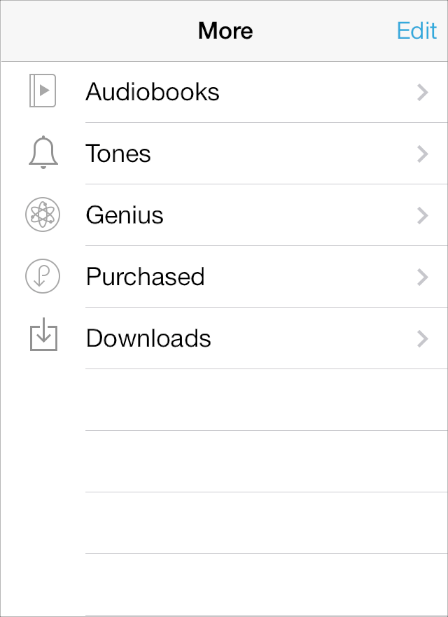 More Edit
Audiobooks
Tones
Genius
Purchased
Downloads